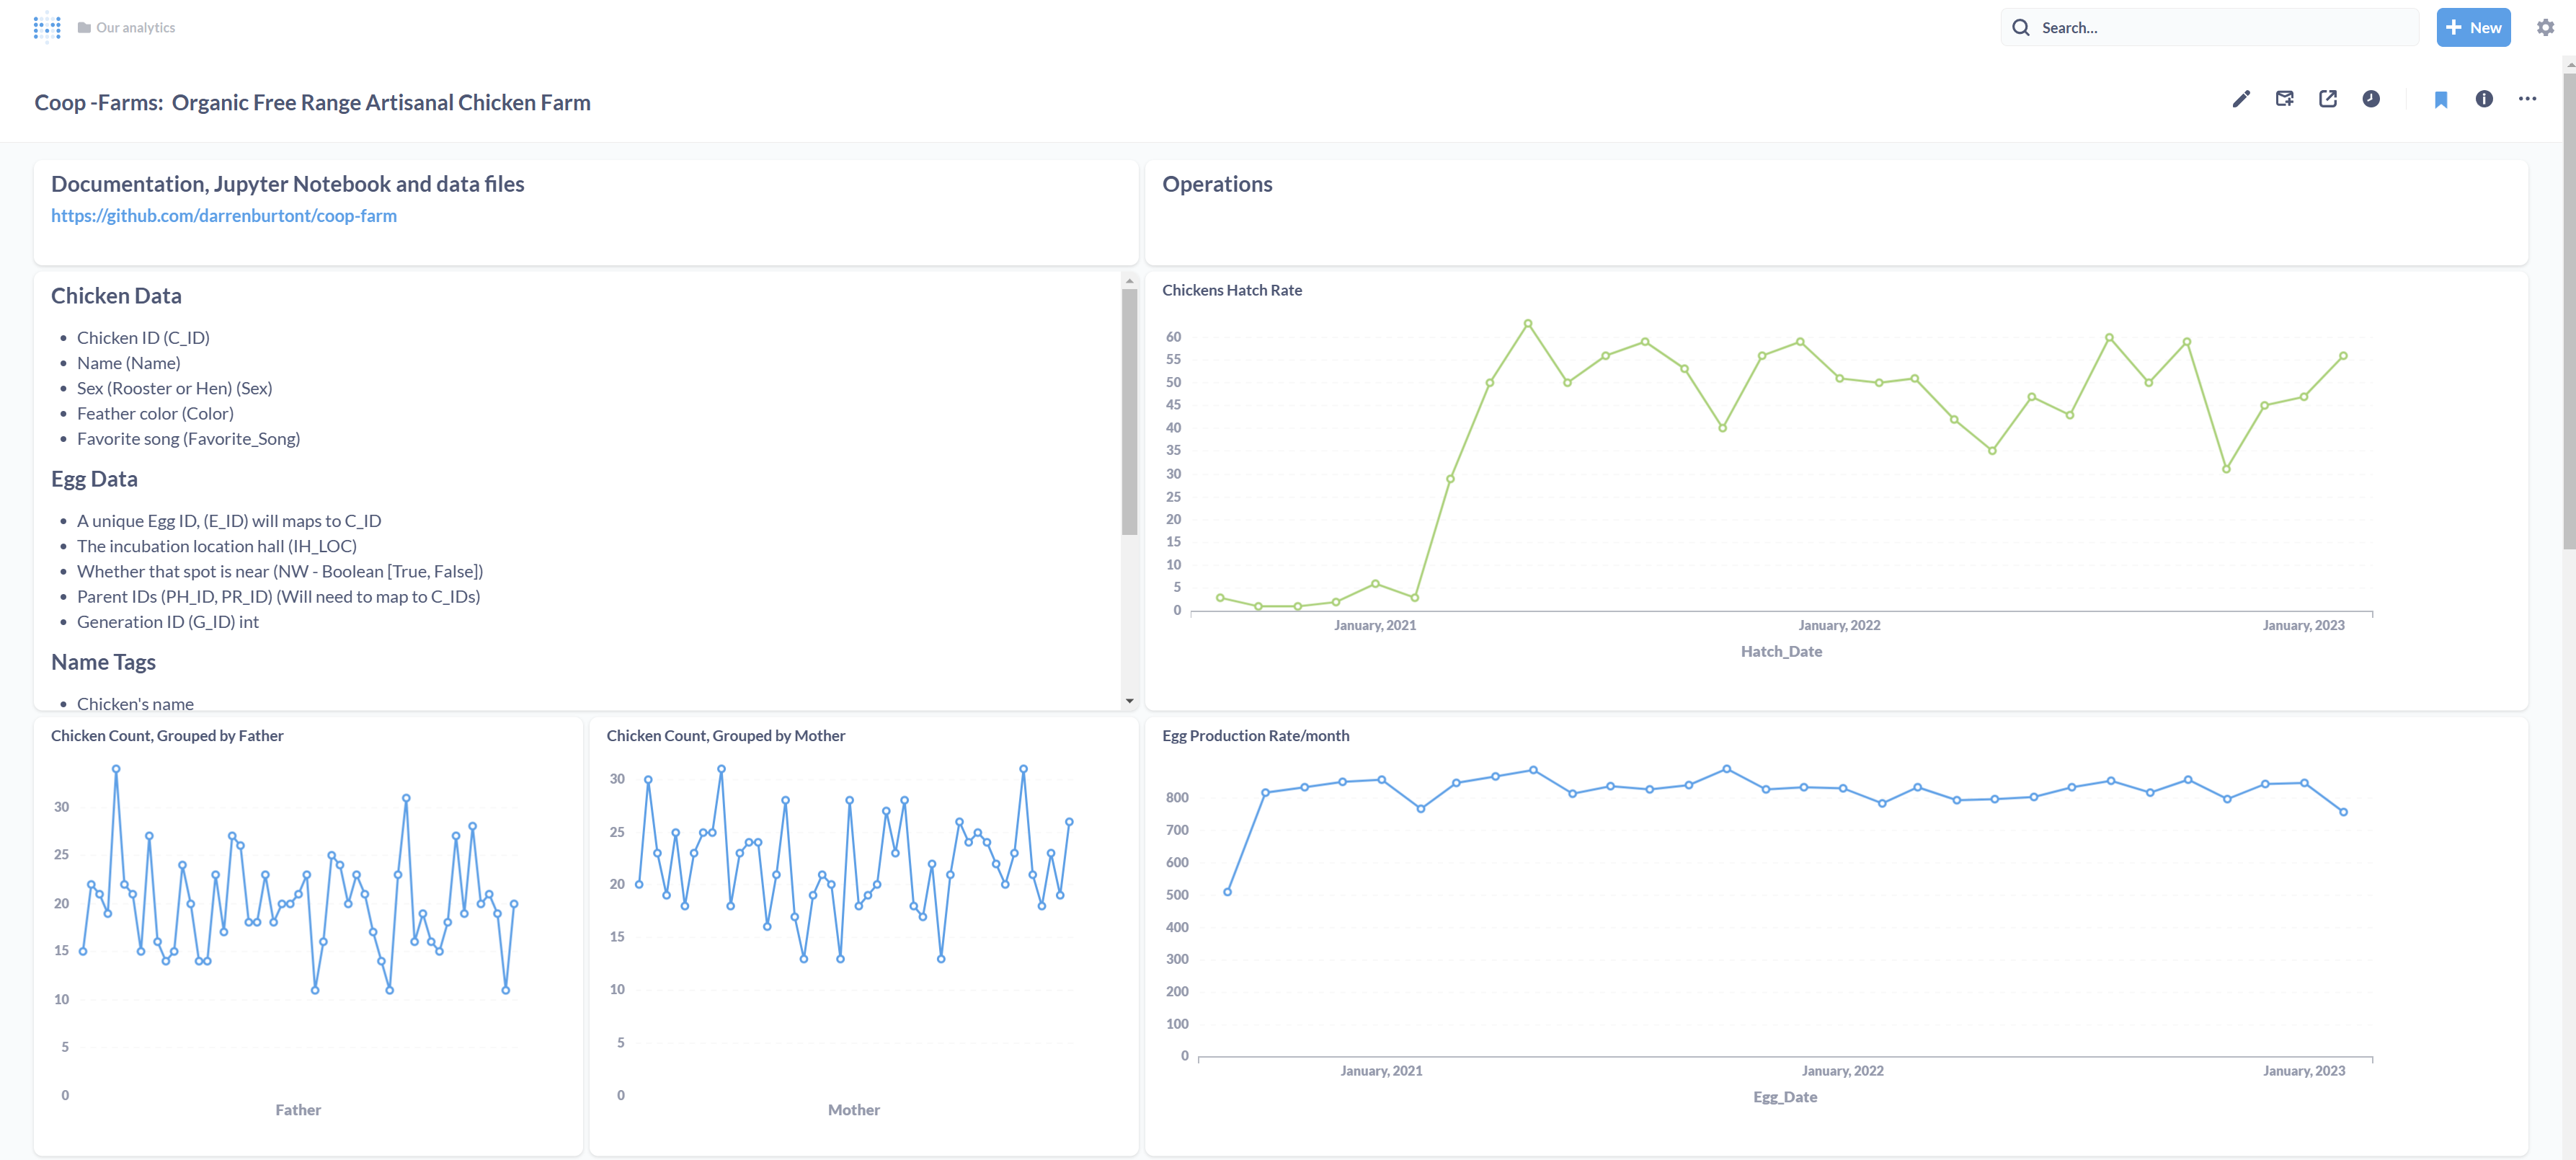 Our analytics
Search...
New
Coop -Farms: Organic Free Range Artisanal Chicken Farm
Documentation, Jupyter Notebook and data files
https://github.com/darrenburtont/coop-farm
Operations
Chicken Data
• Chicken ID (C_ID)
• Name (Name)
• Sex (Rooster or Hen) (Sex)
• Feather color (Color)
• Favorite song (Favorite_Song)
Egg Data
• A unique Egg ID, (E_ID) will maps to C_ID
• The incubation location hall (IH_LOC)
• Whether that spot is near (NW - Boolean [True, False])
• Parent IDs (PH_ID, PR_ID) (Will need to map to C_IDs)
• Generation ID (G_ID) int
Name Tags
• Chicken's name
Chickens Hatch Rate
60
55
50
45
40
35
30
25
20
15
10
5
0
January, 2021 January, 2022 January, 2023
Hatch_Date
Chicken Count, Grouped by Father
30
25
20
15
10
5
0
Father
Chicken Count, Grouped by Mother
30
25
20
15
10
5
0
Mother
Egg Production Rate/month
800
700
600
500
400
300
200
100
0
January, 2021 January, 2022 January, 2023
Egg_Date